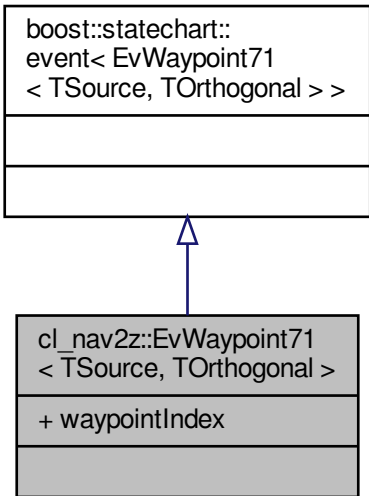 boost::statechart::
event< EvWaypoint71
< TSource, TOrthogonal > >
cl_nav2z::EvWaypoint71
< TSource, TOrthogonal >
+ waypointIndex